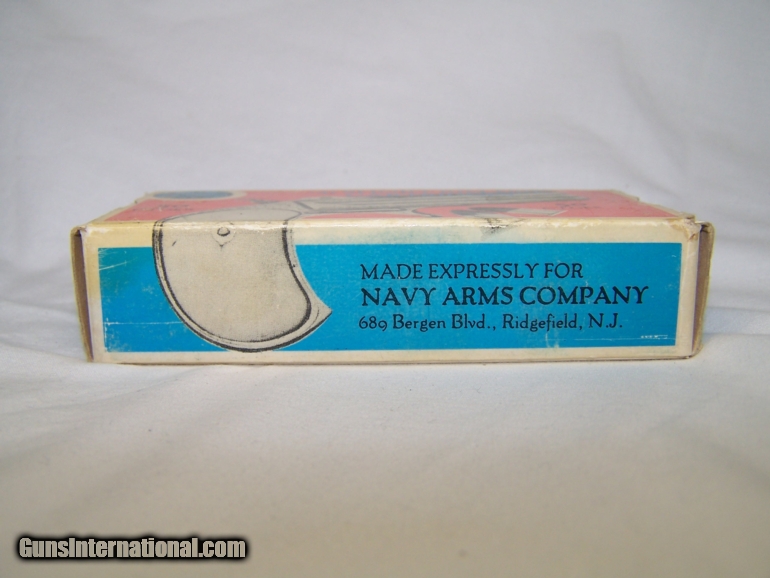 MADE EXPRESSLY FOR
NAVY ARMS COMPANY
689 Bergen Blvd., Ridgefield, N.J.
GunsInternational.com